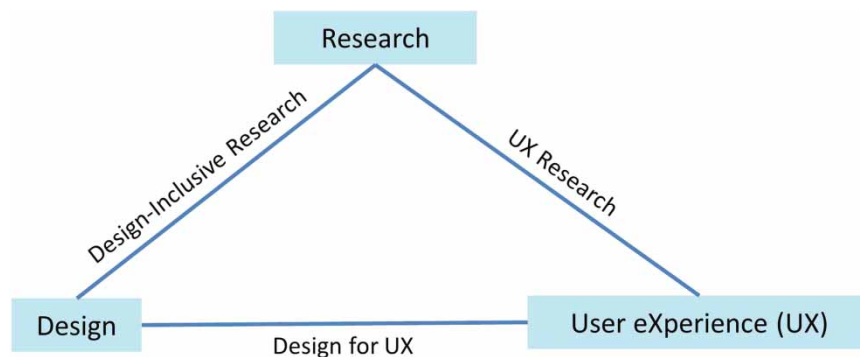 Research
Design-Inclusive Research
UX Research
Design
User eXperience (UX)
Design for UX